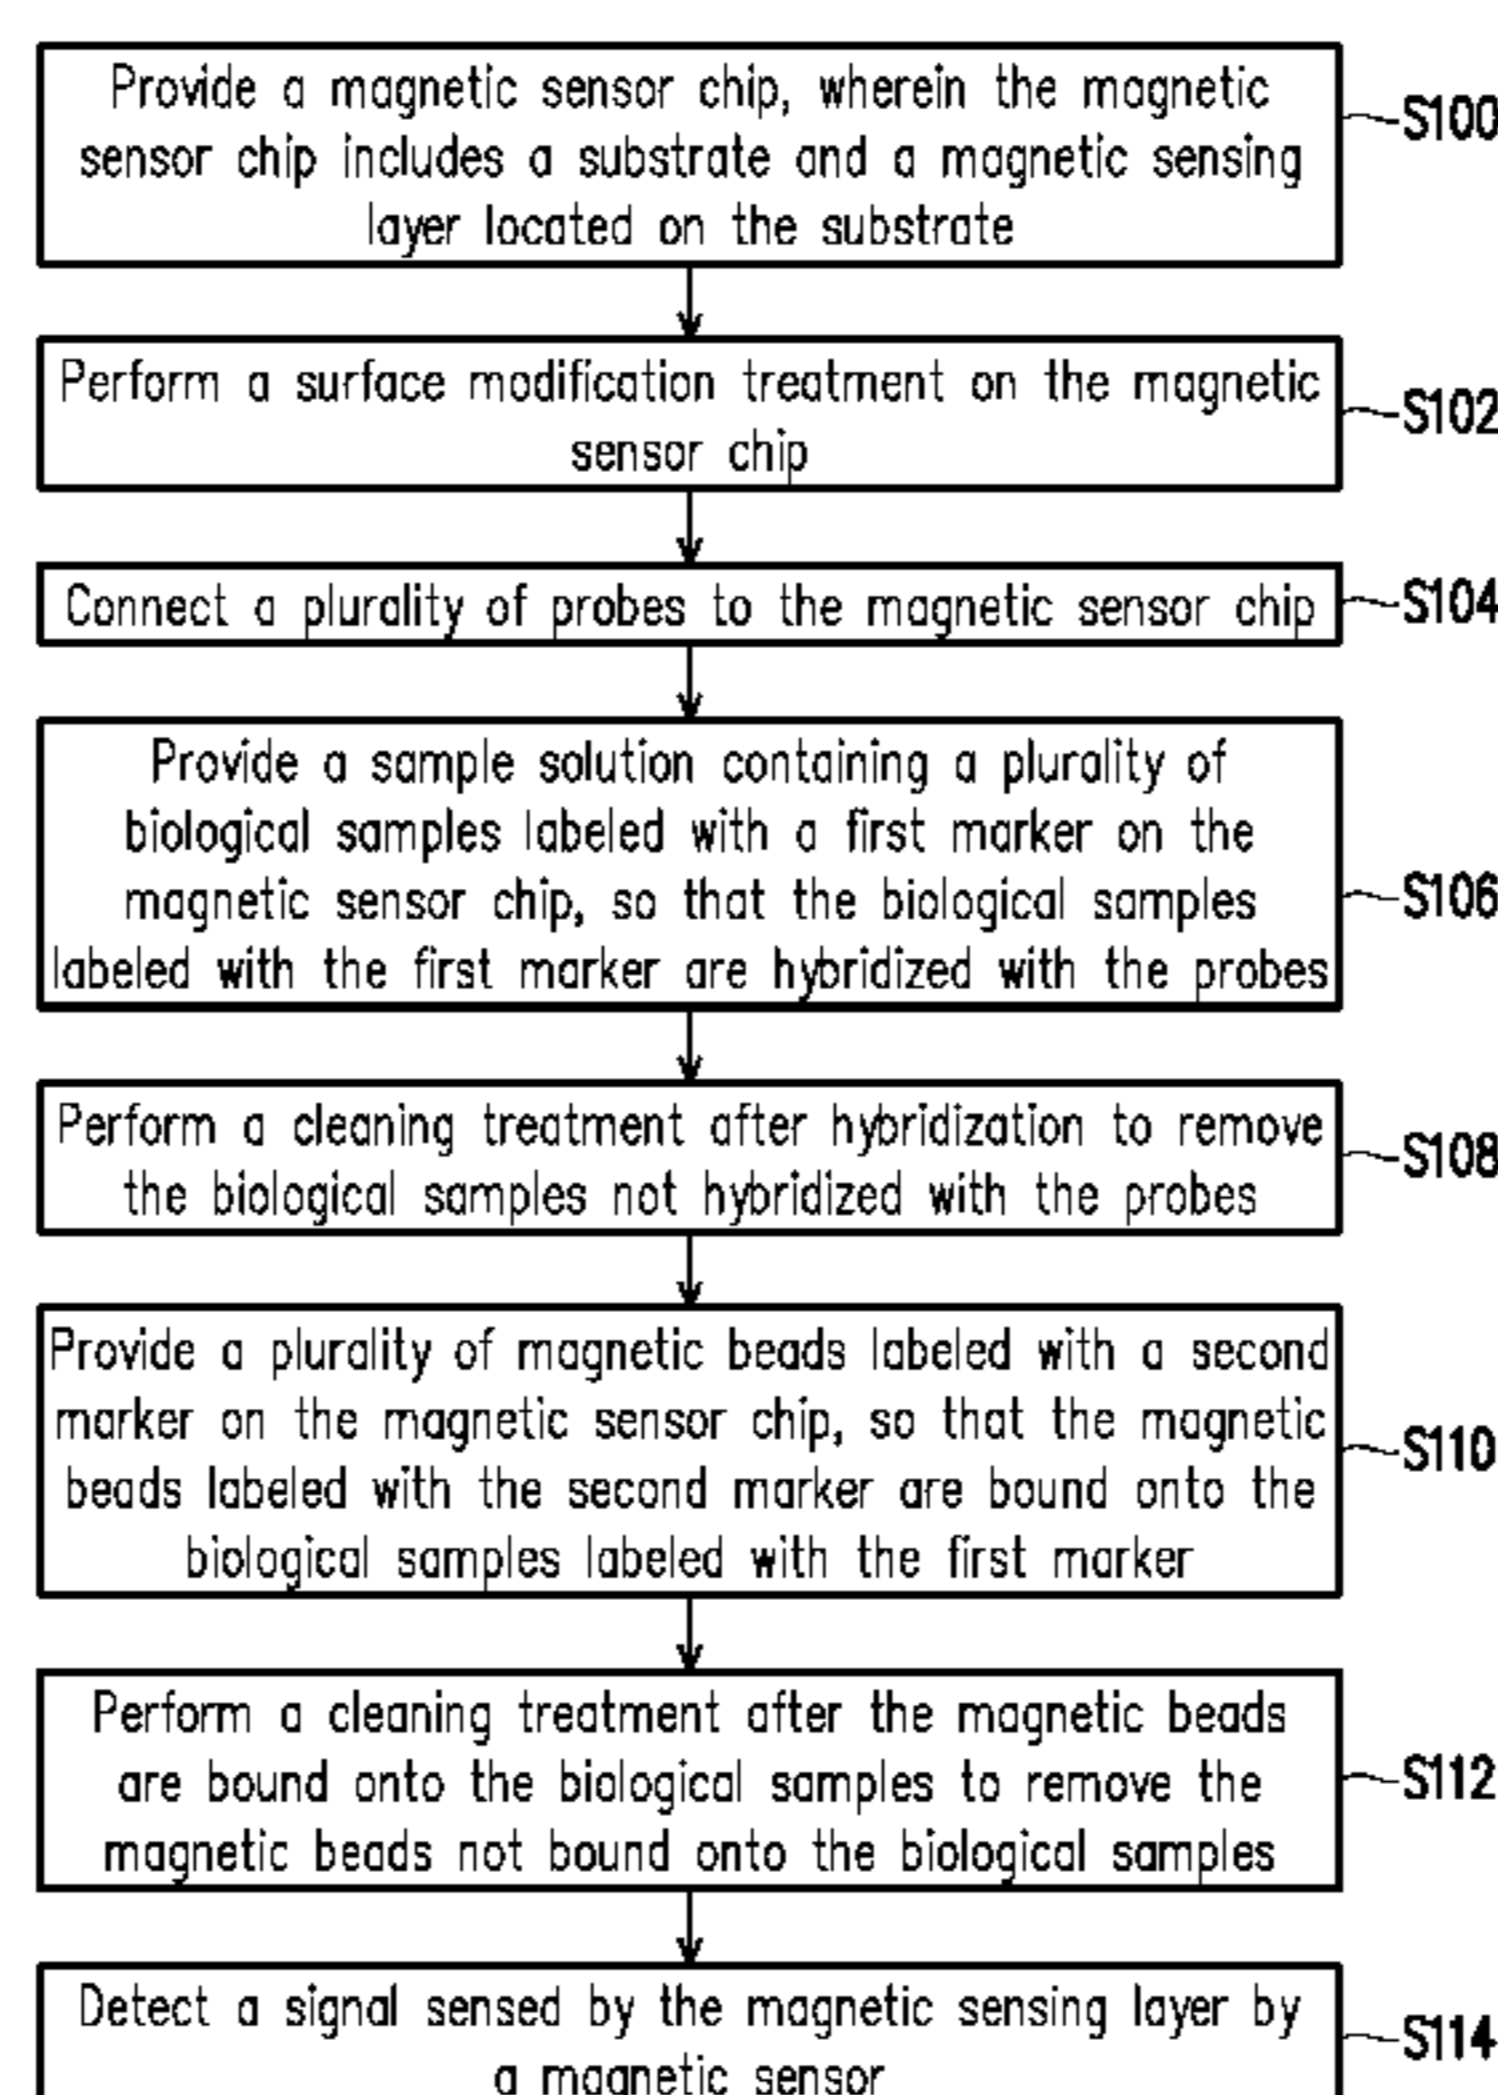 Provide a magnetic sensor chip, wherein the magnetic
sensor chip includes a substrate and a magnetic sensing
layer located on the substrate
S100
Perform a surface modification treatment on the magnetic
sensor chip
S102
Connect a plurality of probes to the magnetic sensor chip
S104
Provide a sample solution containing a plurality of
biological samples labeled with a first marker on the
magnetic sensor chip, so that the biological samples
labeled with the first marker are hybridized with the probes
S106
Perform a cleaning treatment after hybridization to remove
the biological samples not hybridized with the probes
S108
Provide a plurality of magnetic beads labeled with a second
marker on the magnetic sensor chip, so that the magnetic
beads labeled with the second marker are bound onto the
biological samples labeled with the first marker
S110
Perform a cleaning treatment after the magnetic beads
are bound onto the biological samples to remove the
magnetic beads not bound onto the biological samples
S112
Detect a signal sensed by the magnetic sensing layer by
a magnetic sensor
S114